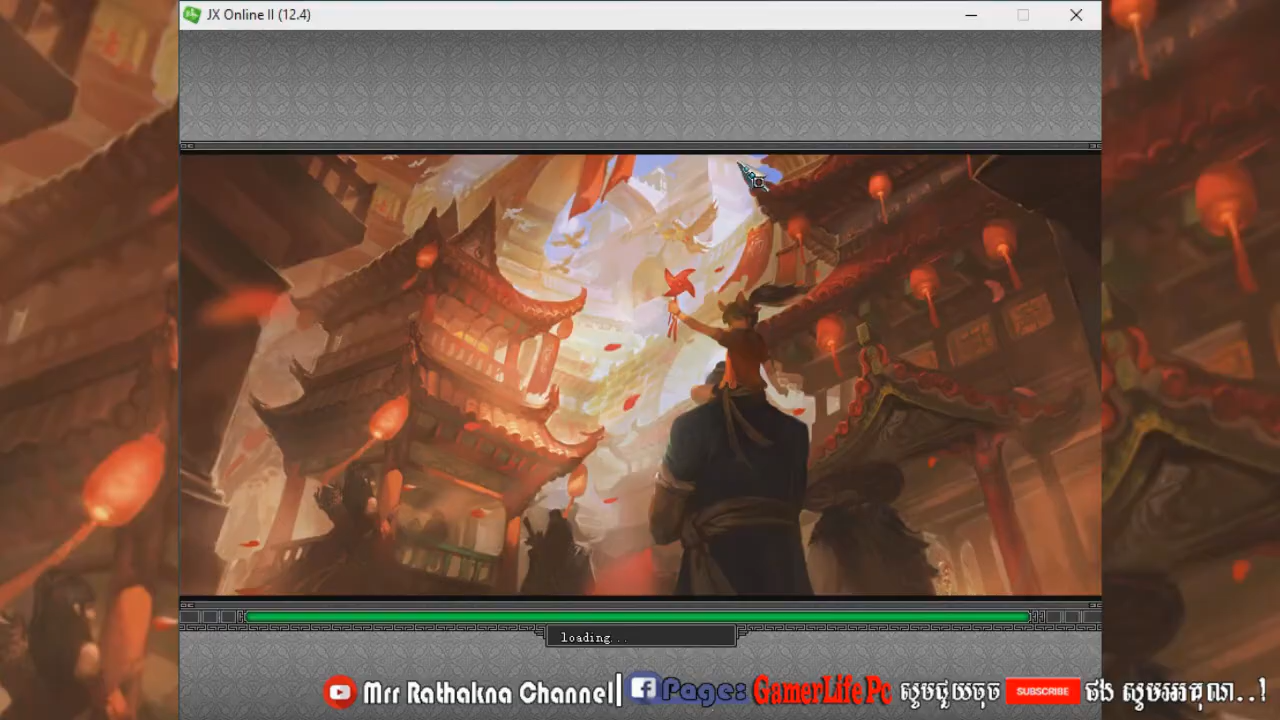 JX Online II (12.4)
loading...
Mrr Rathakna Channel| Page: GamerLife Pc សូមជួយចុច SUBSCRIBE ផង សូមអរគុណ..!